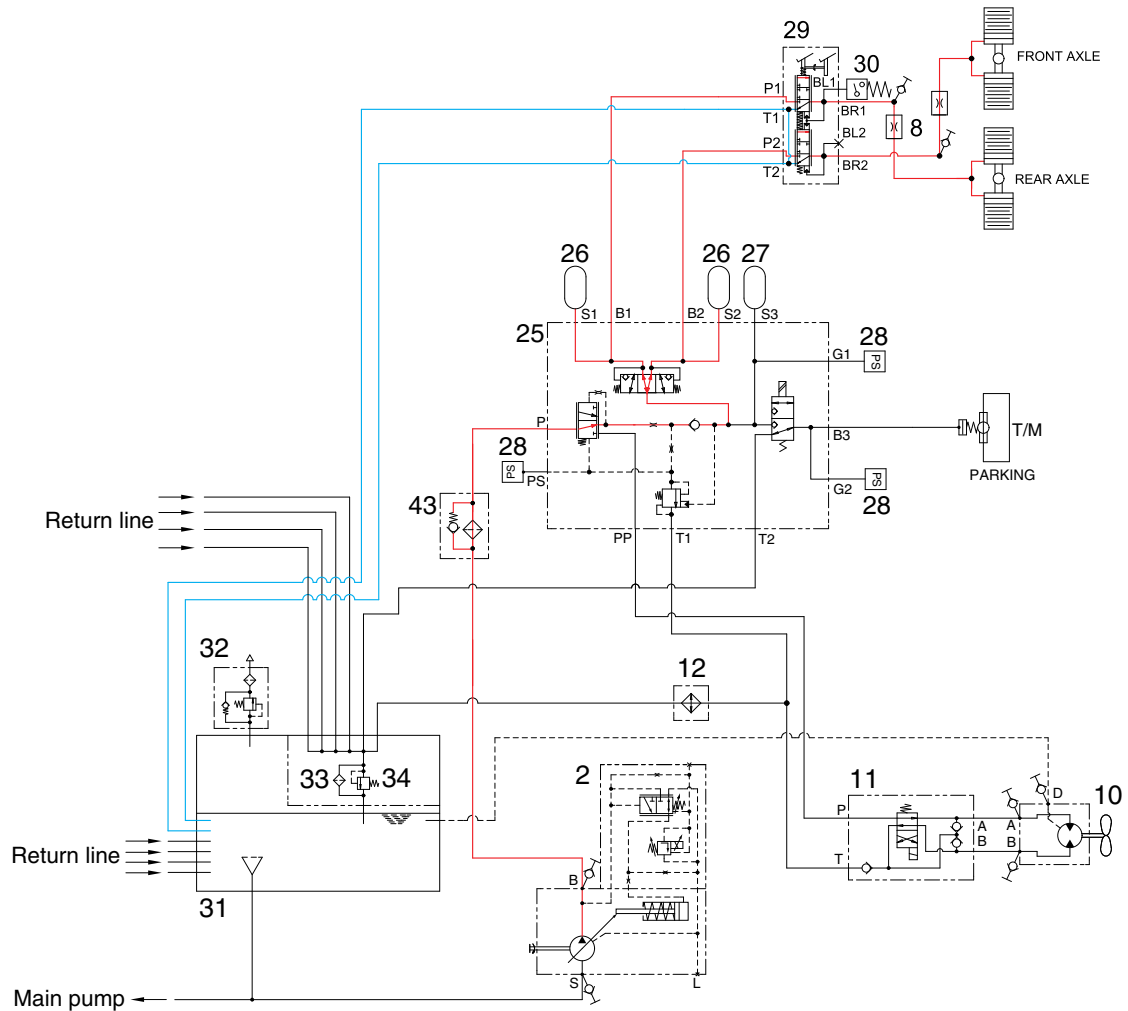 29
30
FRONT AXLE
BL1
P1
T1
BR1
8
BL2
P2
T2
BR2
REAR AXLE
26
26
27
S1
B1
B2
S2
S3
25
28
G1
PS
P
T/M
28
B3
PARKING
PS
PS
G2
PS
28
43
Return line
PP
T1
T2
32
12
33
34
2
11
D
10
P
A
A
B
B
T
Return line
B
31
S
L
Main pump